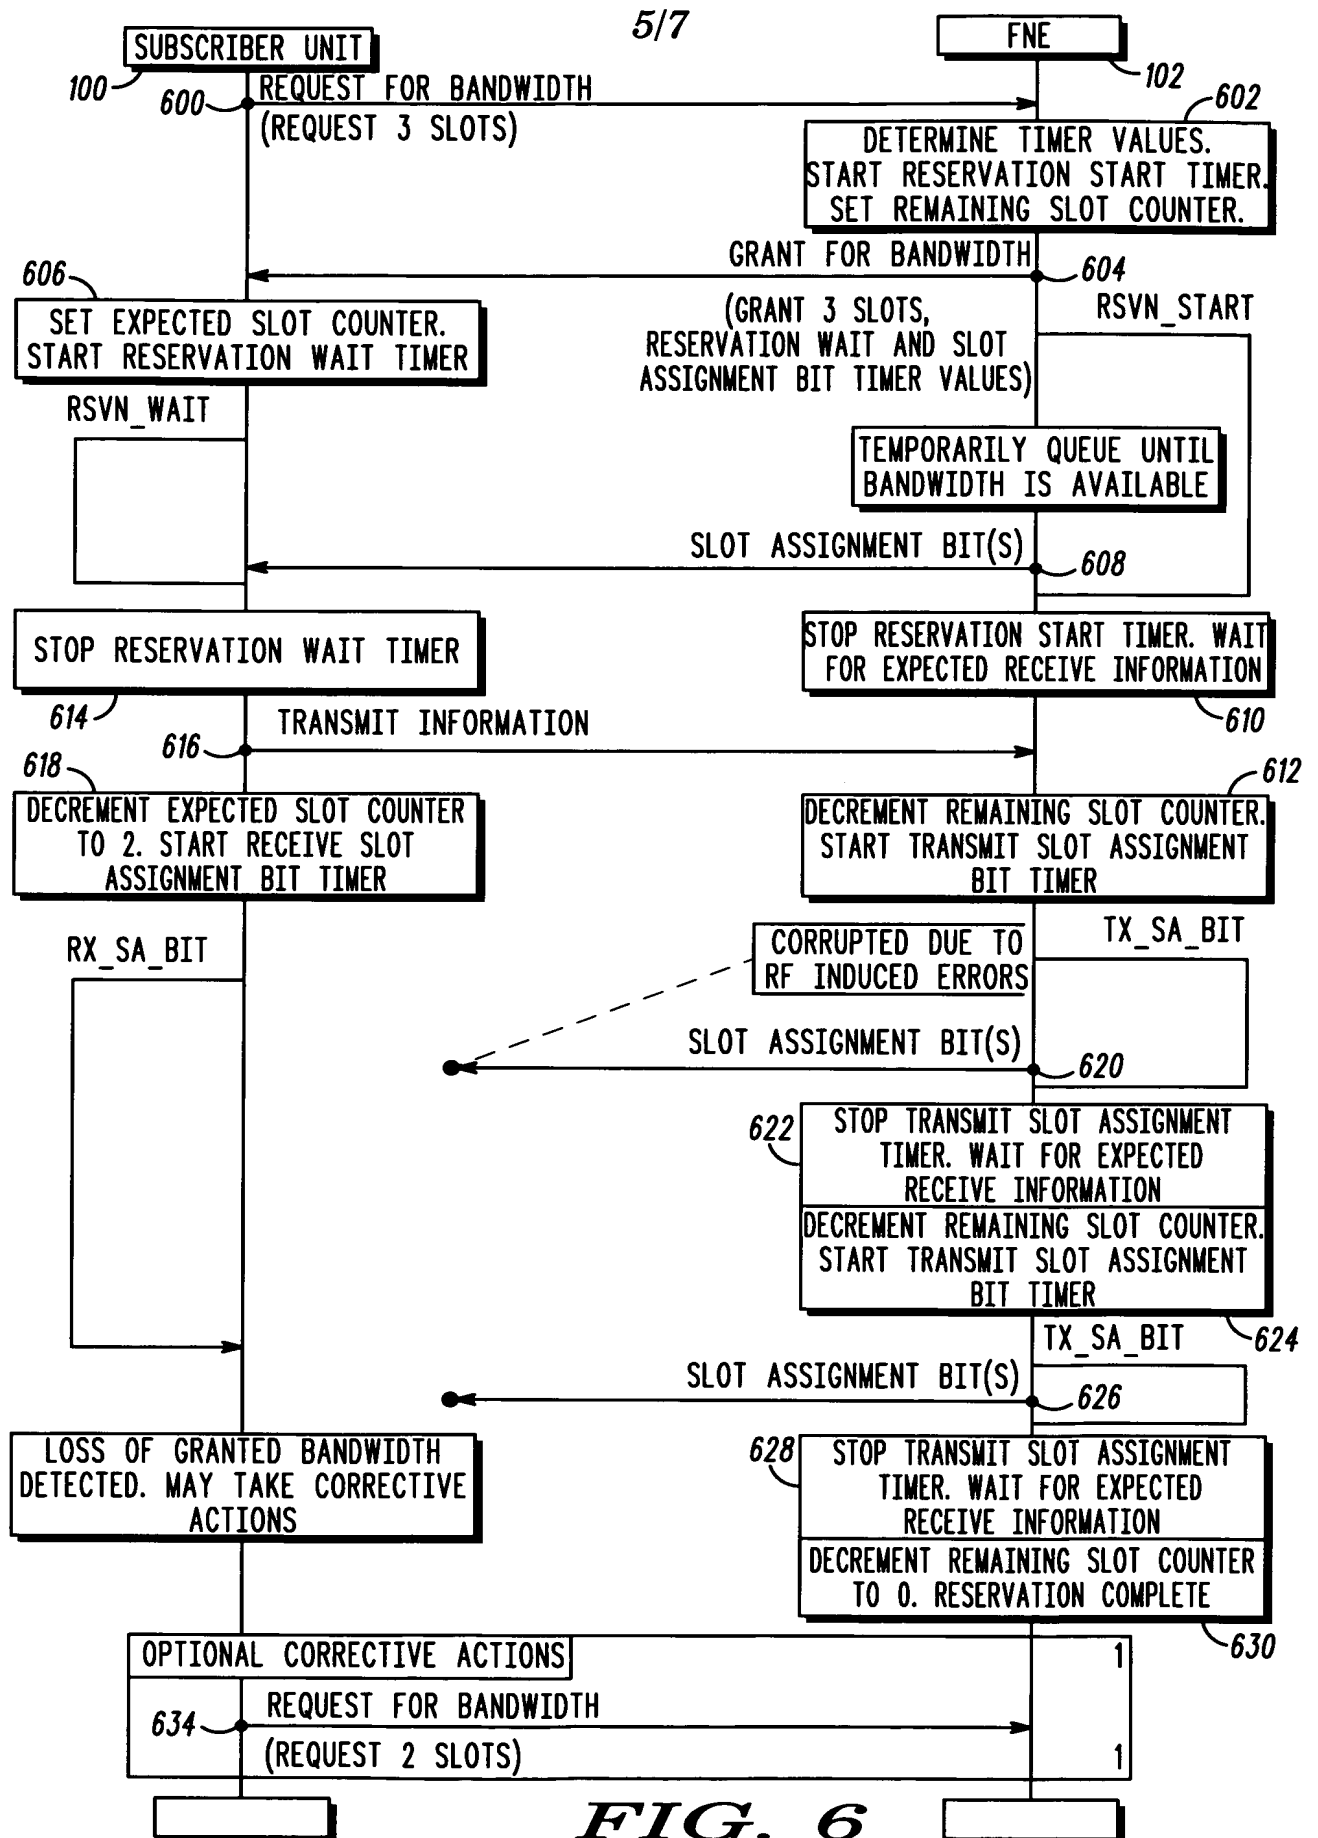 5/7
SUBSCRIBER UNIT
FNE
100
102
600
REQUEST FOR BANDWIDTH
(REQUEST 3 SLOTS)
602
DETERMINE TIMER VALUES.
START RESERVATION START TIMER.
SET REMAINING SLOT COUNTER.
GRANT FOR BANDWIDTH
604
606
SET EXPECTED SLOT COUNTER.
START RESERVATION WAIT TIMER
(GRANT 3 SLOTS,
RESERVATION WAIT AND SLOT
ASSIGNMENT BIT TIMER VALUES)
RSVN_START
RSVN_WAIT
TEMPORARILY QUEUE UNTIL
BANDWIDTH IS AVAILABLE
SLOT ASSIGNMENT BIT(S)
608
STOP RESERVATION WAIT TIMER
614
STOP RESERVATION START TIMER. WAIT
FOR EXPECTED RECEIVE INFORMATION
610
TRANSMIT INFORMATION
616
618
DECREMENT EXPECTED SLOT COUNTER
TO 2. START RECEIVE SLOT
ASSIGNMENT BIT TIMER
612
DECREMENT REMAINING SLOT COUNTER.
START TRANSMIT SLOT ASSIGNMENT
BIT TIMER
RX_SA_BIT
CORRUPTED DUE TO
RF INDUCED ERRORS
TX_SA_BIT
SLOT ASSIGNMENT BIT(S)
620
622
STOP TRANSMIT SLOT ASSIGNMENT
TIMER. WAIT FOR EXPECTED
RECEIVE INFORMATION
DECREMENT REMAINING SLOT COUNTER.
START TRANSMIT SLOT ASSIGNMENT
BIT TIMER
624
TX_SA_BIT
SLOT ASSIGNMENT BIT(S)
626
LOSS OF GRANTED BANDWIDTH
DETECTED. MAY TAKE CORRECTIVE
ACTIONS
628
STOP TRANSMIT SLOT ASSIGNMENT
TIMER. WAIT FOR EXPECTED
RECEIVE INFORMATION
DECREMENT REMAINING SLOT COUNTER
TO 0. RESERVATION COMPLETE
630
OPTIONAL CORRECTIVE ACTIONS
1
634
REQUEST FOR BANDWIDTH
(REQUEST 2 SLOTS)
1
FIG. 6